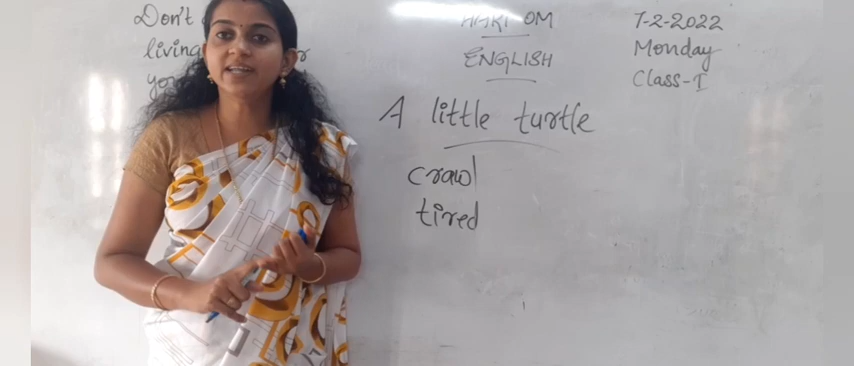 Don't
living
HARI OM
ENGLISH
7-2-2022
Monday
Class-I
A little turtle
crawl
tired